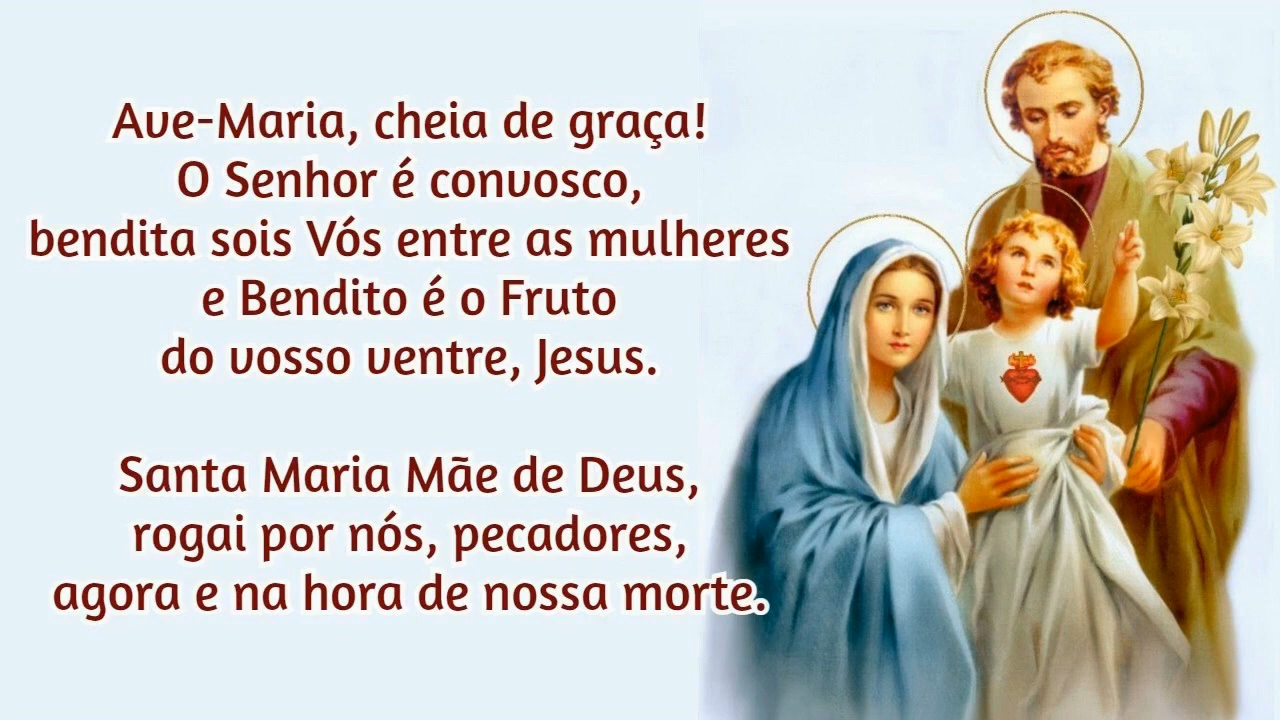 Ave-Maria, cheia de graça!
O Senhor é convosco,
bendita sois Vós entre as mulheres
e Bendito é o Fruto
do vosso ventre, Jesus.
Santa Maria Mãe de Deus,
rogai por nós, pecadores,
agora e na hora de nossa morte.